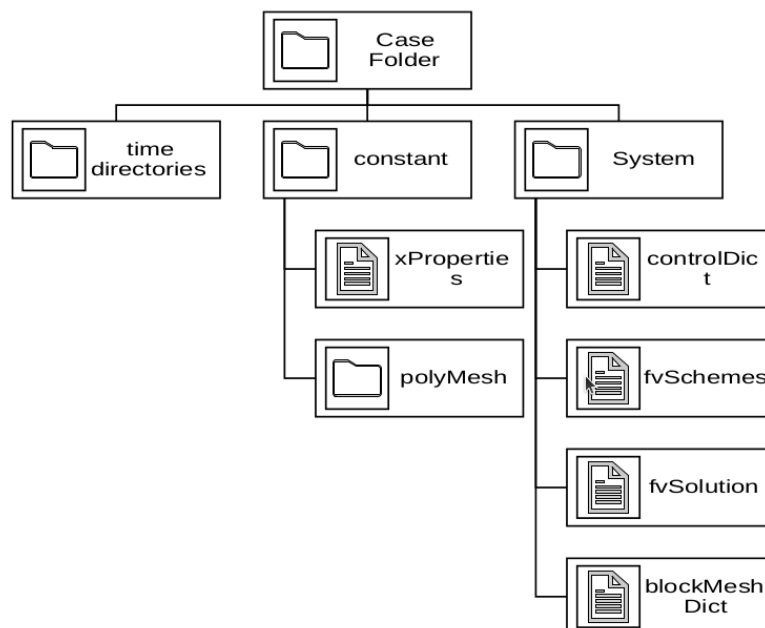 Case
Folder
time
directories
constant
System
xPropertie
s
controlDic
t
polyMesh
fvSchemes
fvSolution
blockMesh
Dict